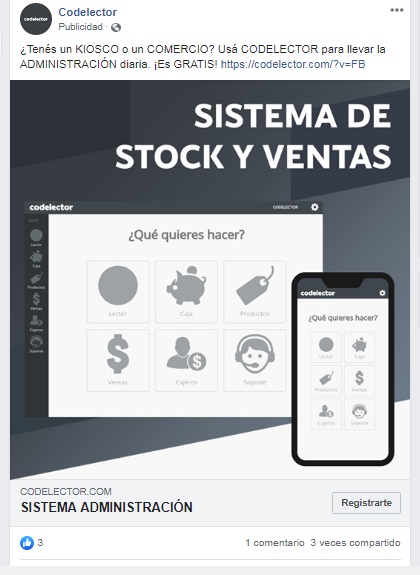 Codelector
Publicidad ·
¿Tenés un KIOSCO o un COMERCIO? Usá CODELECTOR para llevar la
ADMINISTRACIÓN diaria. ¡Es GRATIS! https://codelector.com/?v=FB
SISTEMA DE
STOCK Y VENTAS
codelector
CODELECTOR
¿Qué quieres hacer?
Lector
Caja
Productos
Ventas
Cajeros
Soporte
Lector
Caja
Productos
Ventas
Cajeros
Soporte
codelector
¿Qué quieres hacer?
Lector
Caja
Productos
Ventas
Cajeros
Soporte
CODELECTOR.COM
SISTEMA ADMINISTRACIÓN
Registrarte
3
1 comentario 3 veces compartido